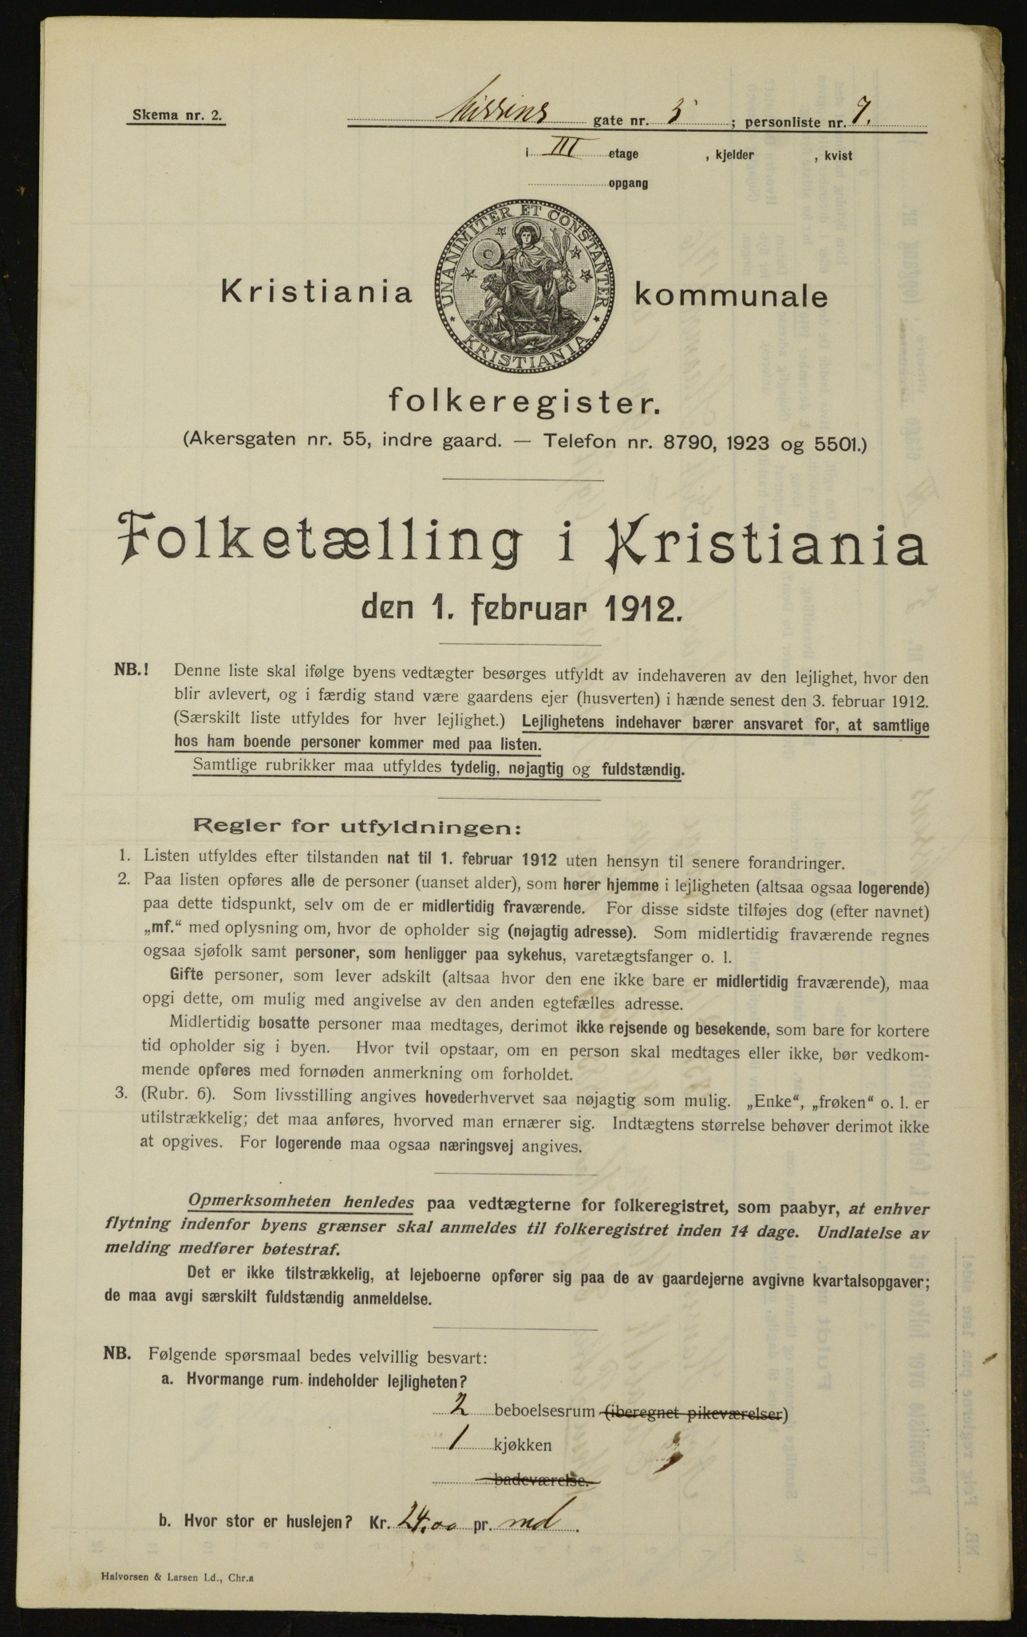 Skema nr. 2.
gate nr. 5 ; personliste nr. 7.
i III etage , kjelder , kvist
opgang
UNANIMITER ET CONSTANTER
KRISTIANIA
Kristiania kommunale
folkeregister.
(Akersgaten nr. 55, indre gaard. — Telefon nr. 8790, 1923 og 5501.)
Folketælling i Kristiania
den 1. februar 1912.
NB.! Denne liste skal ifølge byens vedtægter besørges utfyldt av indehaveren av den lejlighet, hvor den
blir avlevert, og i færdig stand være gaardens ejer (husverten) i hænde senest den 3. februar 1912.
(Særskilt liste utfyldes for hver lejlighet.) Lejlighetens indehaver bærer ansvaret for, at samtlige
hos ham boende personer kommer med paa listen.
Samtlige rubrikker maa utfyldes tydelig, nøjagtig og fuldstændig.
Regler for utfyldningen:
1. Listen utfyldes efter tilstanden nat til 1. februar 1912 uten hensyn til senere forandringer.
2. Paa listen opføres alle de personer (uanset alder), som hører hjemme i lejligheten (altsaa ogsaa logerende)
paa dette tidspunkt, selv om de er midlertidig fraværende. For disse sidste tilføjes dog (efter navnet)
„mf.“ med oplysning om, hvor de opholder sig (nøjagtig adresse). Som midlertidig fraværende regnes
ogsaa sjøfolk samt personer, som henligger paa sykehus, varetægtsfanger o. l.
Gifte personer, som lever adskilt (altsaa hvor den ene ikke bare er midlertidig fraværende), maa
opgi dette, om mulig med angivelse av den anden egtefælles adresse.
Midlertidig bosatte personer maa medtages, derimot ikke rejsende og besøkende, som bare for kortere
tid opholder sig i byen. Hvor tvil opstaar, om en person skal medtages eller ikke, bør vedkom-
mende opføres med fornøden anmerkning om forholdet.
3. (Rubr. 6). Som livsstilling angives hovederhvervet saa nøjagtig som mulig. „Enke“, „frøken“ o. l. er
utilstrækkelig; det maa anføres, hvorved man ernærer sig. Indtægtens størrelse behøver derimot ikke
at opgives. For logerende maa ogsaa næringsvej angives.
Opmerksomheten henledes paa vedtægterne for folkeregistret, som paabyr, at enhver
flytning indenfor byens grænser skal anmeldes til folkeregistret inden 14 dage. Undlatelse av
melding medfører bøtestraf.
Det er ikke tilstrækkelig, at lejeboerne opfører sig paa de av gaardejerne avgivne kvartalsopgaver;
de maa avgi særskilt fuldstændig anmeldelse.
NB. Følgende spørsmaal bedes velvillig besvart:
a. Hvormange rum indeholder lejligheten?
2 beboelsesrum (iberegnet pikeværelser)
1 kjøkken
badeværelse.
b. Hvor stor er huslejen? Kr. 24.00 pr. md.
Halvorsen & Larsen Ld., Chr.a